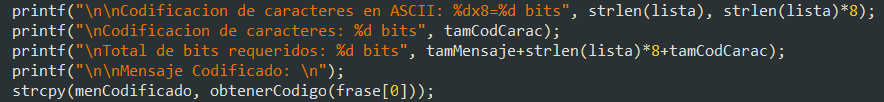 printf("\n\nCodificacion de caracteres en ASCII: %dx8=%d bits", strlen(lista), strlen(lista)*8);
printf("\nCodificacion de caracteres: %d bits", tamCodCarac);
printf("\nTotal de bits requeridos: %d bits", tamMensaje+strlen(lista)*8+tamCodCarac);
printf("\n\nMensaje Codificado: \n");
strcpy(menCodificado, obtenerCodigo(frase[0]));